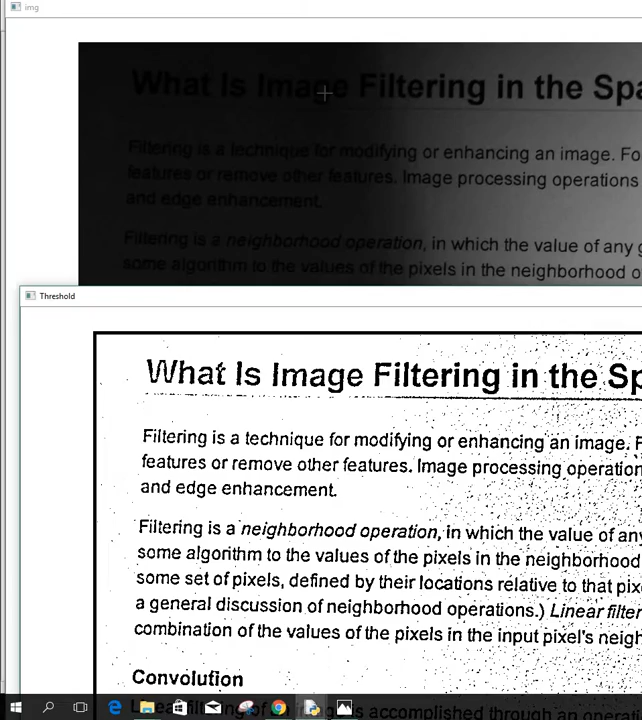 img
What Is Image Filtering in the Spa
Filtering is a technique for modifying or enhancing an image. Fo
features or remove other features. Image processing operations
and edge enhancement.
Filtering is a neighborhood operation, in which the value of any g
some algorithm to the values of the pixels in the neighborhood o
Threshold
What Is Image Filtering in the Sp
Filtering is a technique for modifying or enhancing an image. F
features or remove other features. Image processing operation
and edge enhancement.
Filtering is a neighborhood operation, in which the value of any
some algorithm to the values of the pixels in the neighborhood
some set of pixels, defined by their locations relative to that pix
a general discussion of neighborhood operations.) Linear filter
combination of the values of the pixels in the input pixel's neigh
Convolution
is accomplished through an